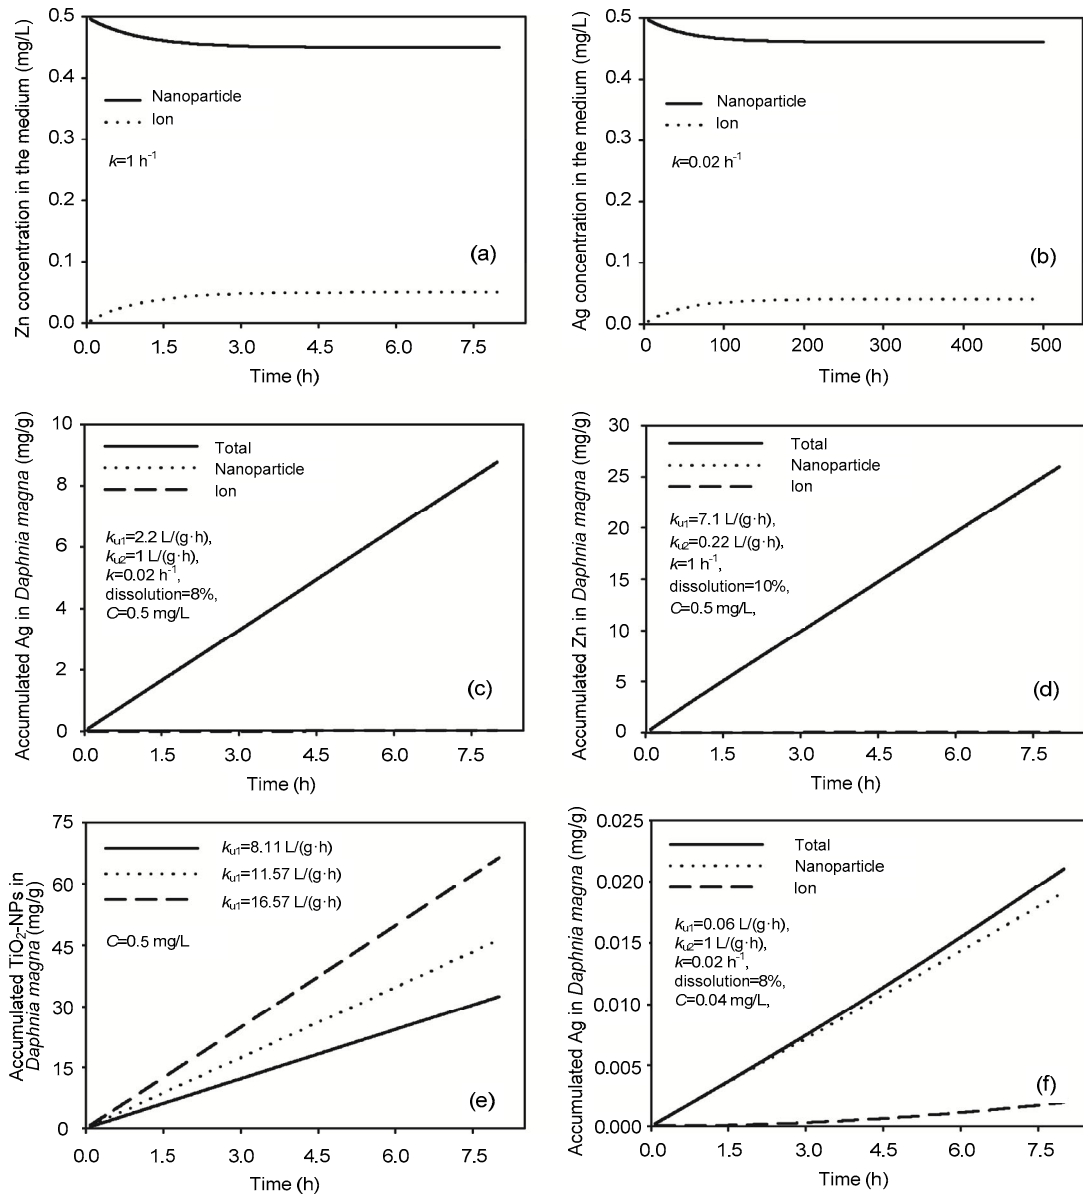 Zn concentration in the medium (mg/L)
0.5
0.4
0.3
0.2
0.1
0.0
Nanoparticle
Ion
k=1 h⁻¹
(a)
0.0 1.5 3.0 4.5 6.0 7.5
Time (h)
Ag concentration in the medium (mg/L)
0.5
0.4
0.3
0.2
0.1
0.0
Nanoparticle
Ion
k=0.02 h⁻¹
(b)
0 100 200 300 400 500
Time (h)
Accumulated Ag in Daphnia magna (mg/g)
10
8
6
4
2
0
Total
Nanoparticle
Ion
ku1=2.2 L/(g·h),
ku2=1 L/(g·h),
k=0.02 h⁻¹,
dissolution=8%,
C=0.5 mg/L
(c)
0.0 1.5 3.0 4.5 6.0 7.5
Time (h)
Accumulated Zn in Daphnia magna (mg/g)
30
25
20
15
10
5
0
Total
Nanoparticle
Ion
ku1=7.1 L/(g·h),
ku2=0.22 L/(g·h),
k=1 h⁻¹,
dissolution=10%,
C=0.5 mg/L,
(d)
0.0 1.5 3.0 4.5 6.0 7.5
Time (h)
Accumulated TiO₂-NPs in
Daphnia magna (mg/g)
75
60
45
30
15
0
ku1=8.11 L/(g·h)
ku1=11.57 L/(g·h)
ku1=16.57 L/(g·h)
C=0.5 mg/L
(e)
0.0 1.5 3.0 4.5 6.0 7.5
Time (h)
Accumulated Ag in Daphnia magna (mg/g)
0.025
0.020
0.015
0.010
0.005
0.000
Total
Nanoparticle
Ion
ku1=0.06 L/(g·h),
ku2=1 L/(g·h),
k=0.02 h⁻¹,
dissolution=8%,
C=0.04 mg/L,
(f)
0.0 1.5 3.0 4.5 6.0 7.5
Time (h)